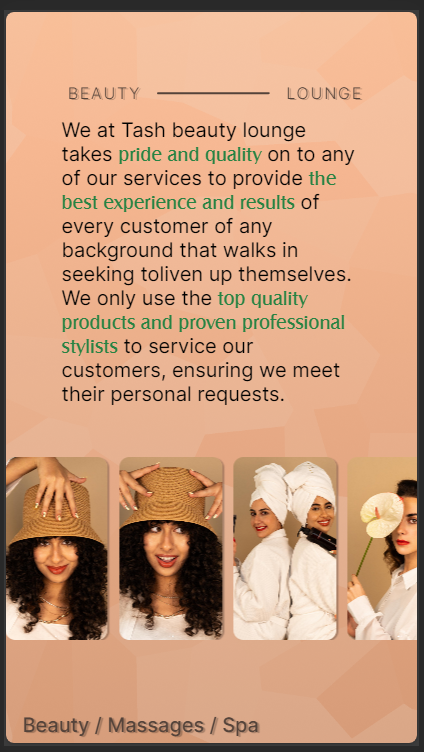 BEAUTY LOUNGE
We at Tash beauty lounge
takes pride and quality on to any
of our services to provide the
best experience and results of
every customer of any
background that walks in
seeking toliven up themselves.
We only use the top quality
products and proven professional
stylists to service our
customers, ensuring we meet
their personal requests.
Beauty / Massages / Spa